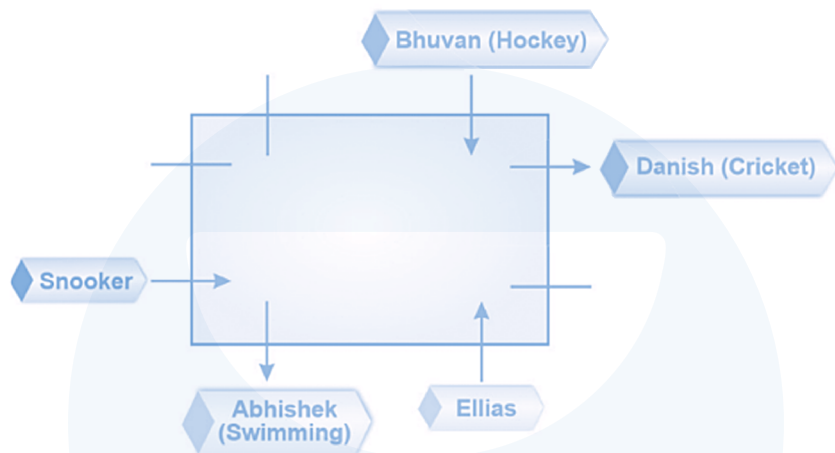 Bhuvan (Hockey)
Danish (Cricket)
Snooker
Abhishek
(Swimming)
Ellias